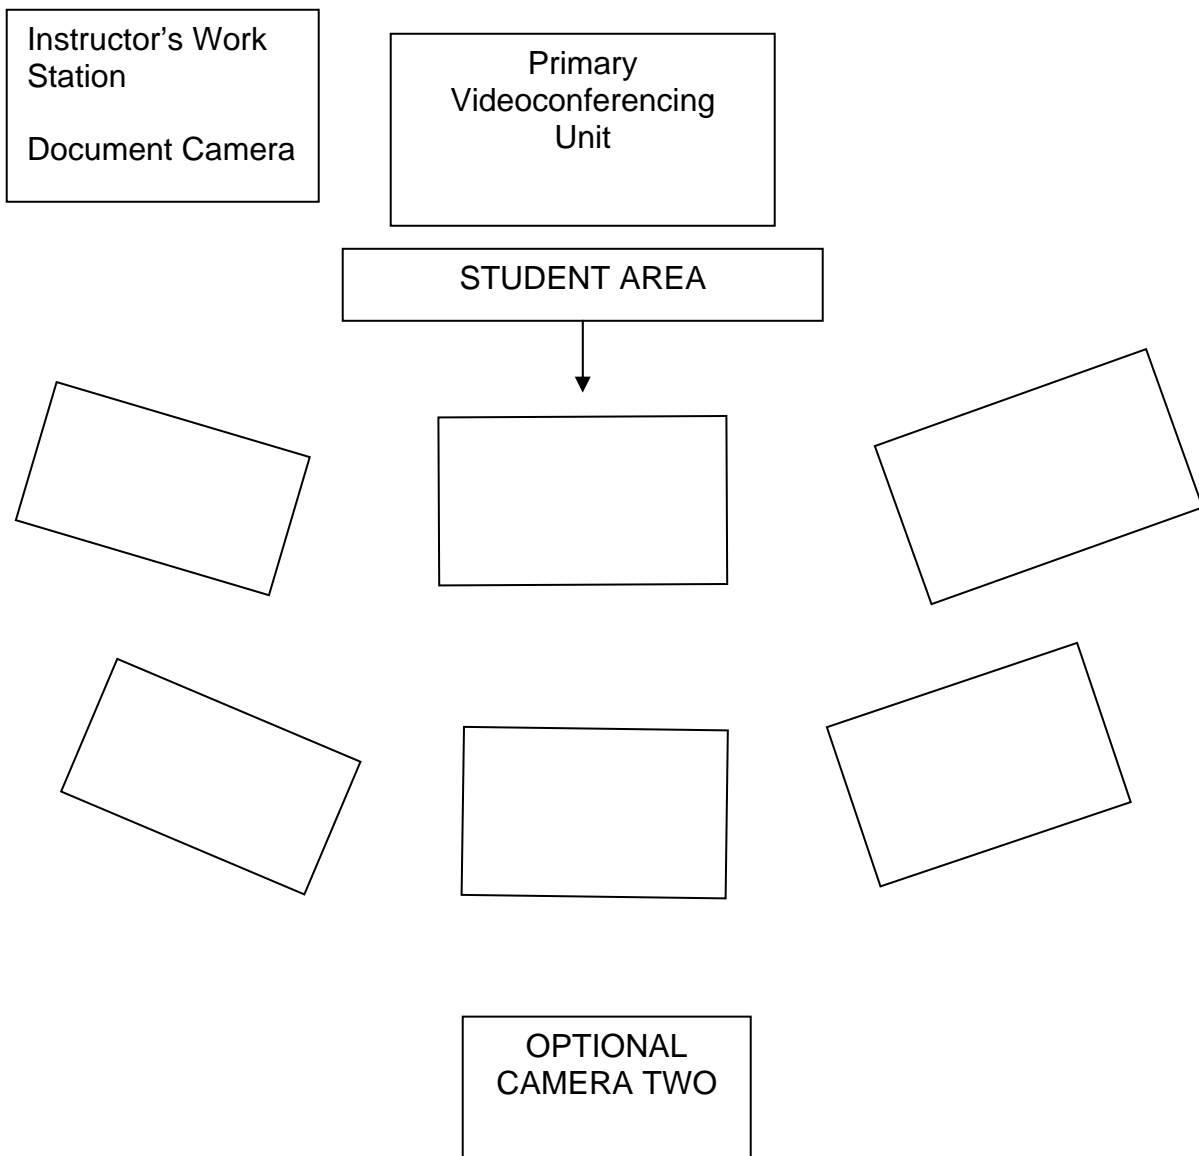 Instructor’s Work
Station
Document Camera
Primary
Videoconferencing
Unit
STUDENT AREA
OPTIONAL
CAMERA TWO